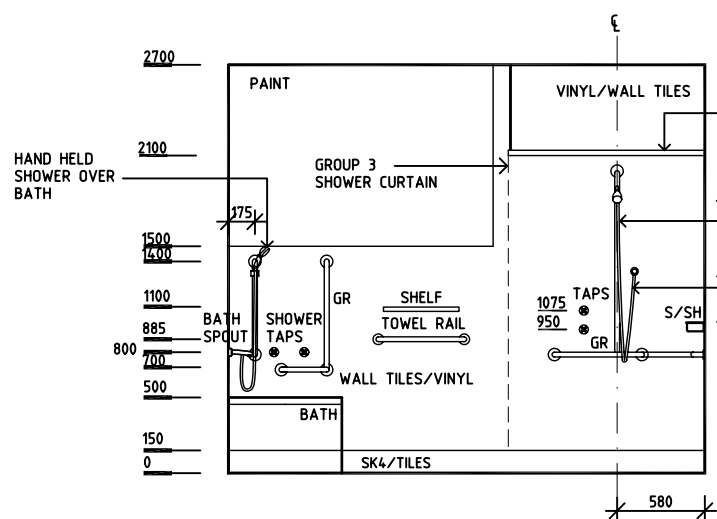 ℄
2700
PAINT
VINYL/WALL TILES
2100
HAND HELD
SHOWER OVER
BATH
GROUP 3
SHOWER CURTAIN
175
1500
1400
GR
SHELF
TAPS
1100
1075
S/SH
BATH
SPOUT
SHOWER
TAPS
TOWEL RAIL
950
885
GR
800
700
WALL TILES/VINYL
500
BATH
150
SK4/TILES
0
580